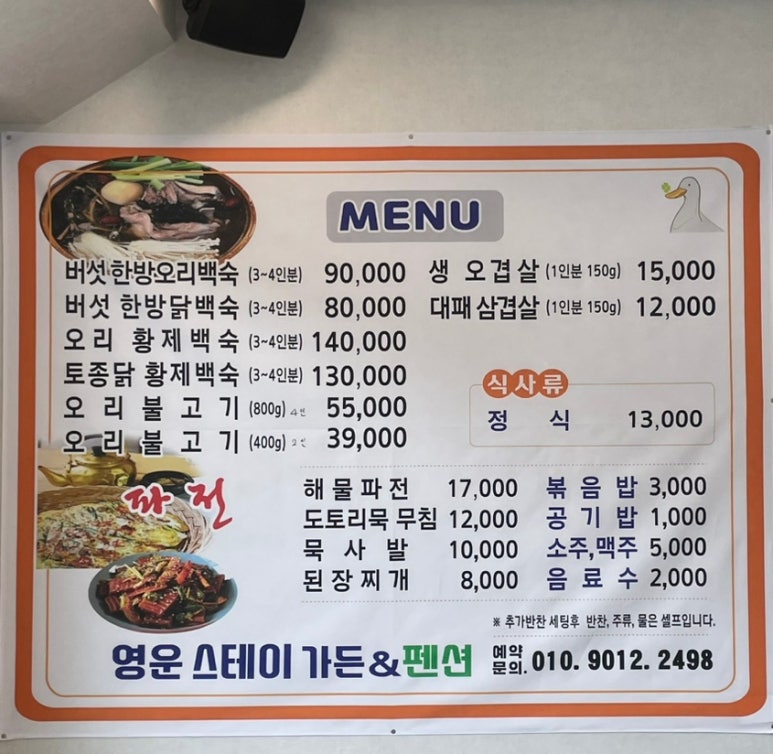 MENU
버섯한방오리백숙 (3~4인분) 90,000
버섯 한방닭백숙 (3~4인분) 80,000
오리 황제백숙 (3~4인분) 140,000
토종닭 황제백숙 (3~4인분) 130,000
오리불고기 (800g) 4인 55,000
오리불고기 (400g) 2인 39,000
생 오겹살 (1인분 150g) 15,000
대패 삼겹살 (1인분 150g) 12,000
식사류
정식 13,000
파전
해물파전 17,000
도토리묵 무침 12,000
묵사발 10,000
된장찌개 8,000
볶음밥 3,000
공기밥 1,000
소주,맥주 5,000
음료수 2,000
※ 추가반찬 세팅후 반찬, 주류, 물은 셀프입니다.
영운 스테이 가든&펜션
예약문의. 010. 9012. 2498